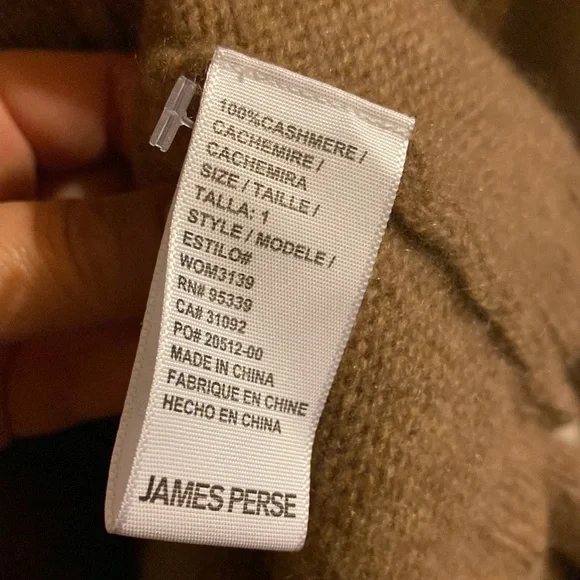 100%CASHMERE /
CACHEMIRE /
CACHEMIRA
SIZE / TAILLE /
TALLA: 1
STYLE / MODELE /
ESTILO#
WOM3139
RN# 95339
CA# 31092
PO# 20512-00
MADE IN CHINA
FABRIQUE EN CHINE
HECHO EN CHINA
JAMES PERSE